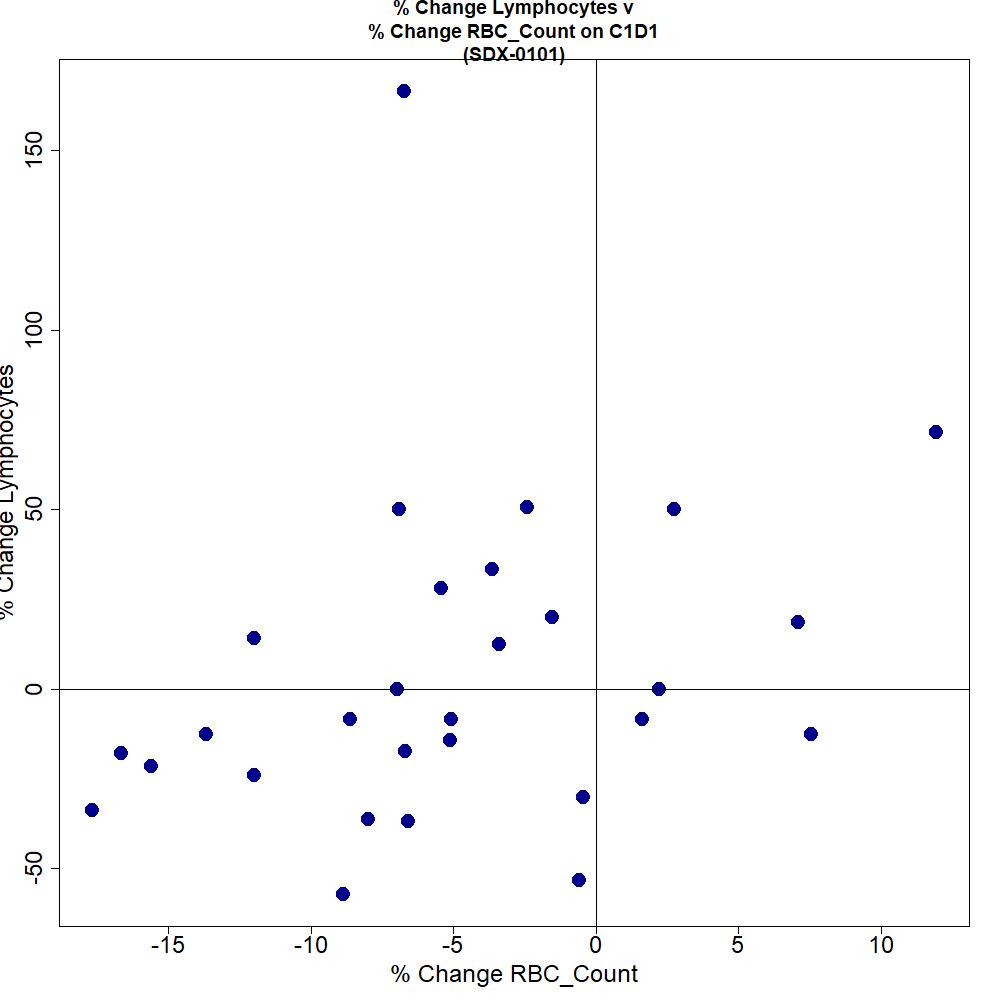 % Change Lymphocytes v
% Change RBC_Count on C1D1
(SDX-0101)
% Change Lymphocytes
150
100
50
0
-50
-15
-10
-5
0
5
10
% Change RBC_Count